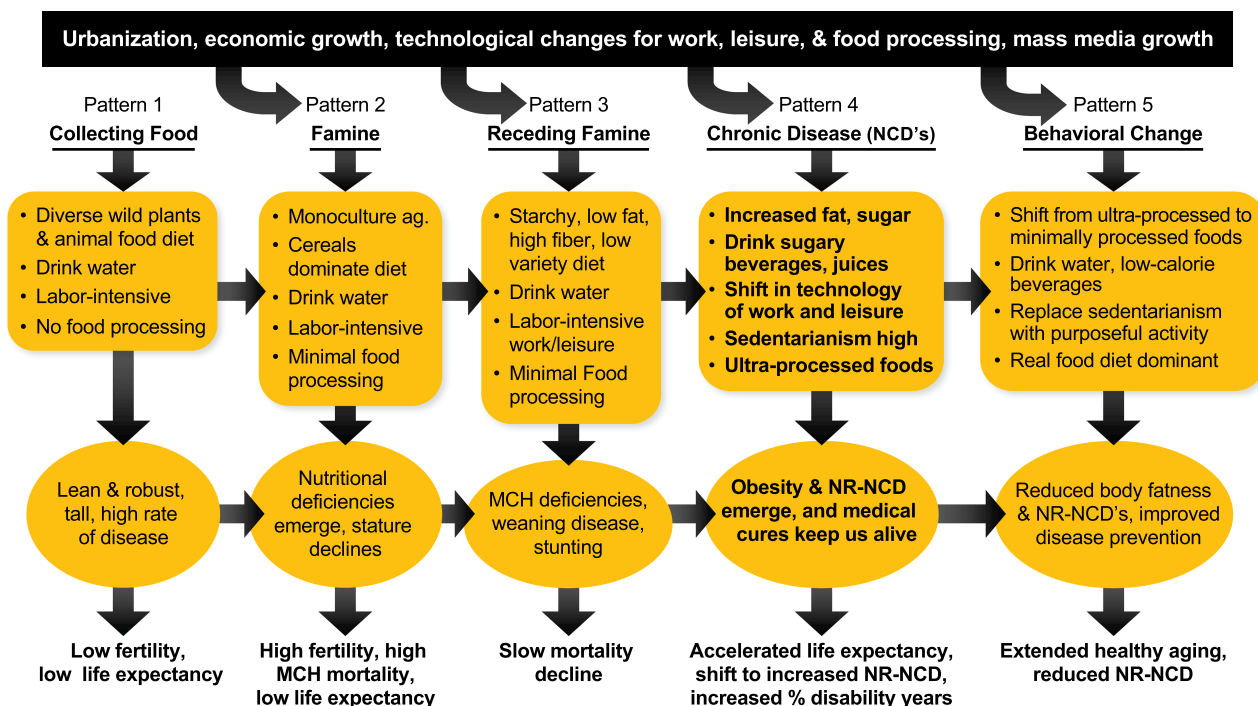 Urbanization, economic growth, technological changes for work, leisure, & food processing, mass media growth
Pattern 1
Collecting Food
Pattern 2
Famine
Pattern 3
Receding Famine
Pattern 4
Chronic Disease (NCD's)
Pattern 5
Behavioral Change
• Diverse wild plants
& animal food diet
• Drink water
• Labor-intensive
• No food processing
• Monoculture ag.
• Cereals
dominate diet
• Drink water
• Labor-intensive
• Minimal food
processing
• Starchy, low fat,
high fiber, low
variety diet
• Drink water
• Labor-intensive
work/leisure
• Minimal Food
processing
• Increased fat, sugar
• Drink sugary
beverages, juices
• Shift in technology
of work and leisure
• Sedentarianism high
• Ultra-processed foods
• Shift from ultra-processed to
minimally processed foods
• Drink water, low-calorie
beverages
• Replace sedentarianism
with purposeful activity
• Real food diet dominant
Lean & robust,
tall, high rate
of disease
Nutritional
deficiencies
emerge, stature
declines
MCH deficiencies,
weaning disease,
stunting
Obesity & NR-NCD
emerge, and medical
cures keep us alive
Reduced body fatness
& NR-NCD's, improved
disease prevention
Low fertility,
low life expectancy
High fertility, high
MCH mortality,
low life expectancy
Slow mortality
decline
Accelerated life expectancy,
shift to increased NR-NCD,
increased % disability years
Extended healthy aging,
reduced NR-NCD